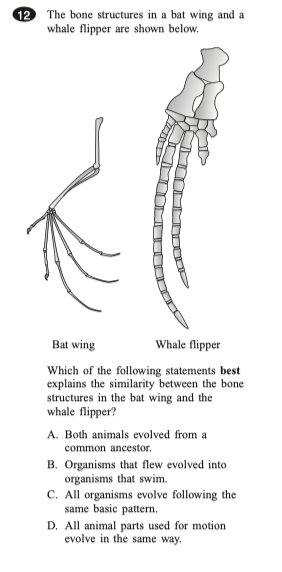 12 The bone structures in a bat wing and a
whale flipper are shown below.
Bat wing Whale flipper
Which of the following statements best
explains the similarity between the bone
structures in the bat wing and the
whale flipper?
A. Both animals evolved from a
common ancestor.
B. Organisms that flew evolved into
organisms that swim.
C. All organisms evolve following the
same basic pattern.
D. All animal parts used for motion
evolve in the same way.